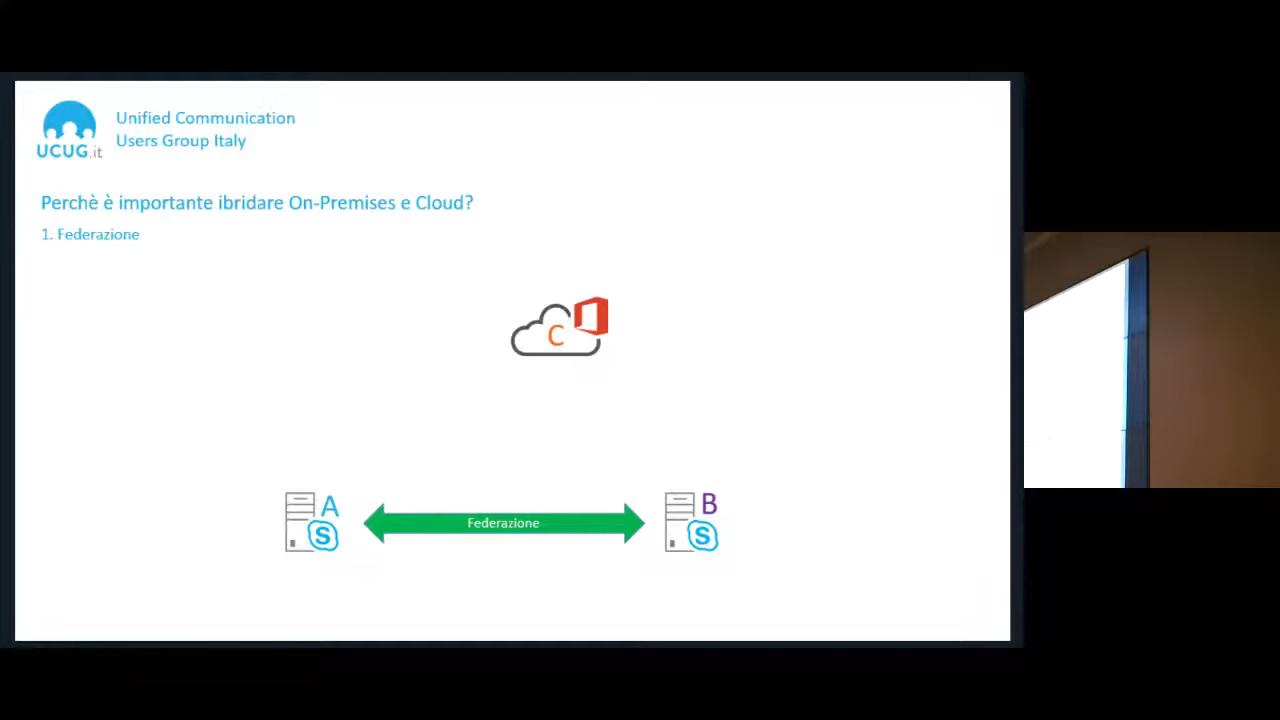 Unified Communication
Users Group Italy
UCUG.it
Perchè è importante ibridare On-Premises e Cloud?
1. Federazione
C
A
B
S
Federazione
S